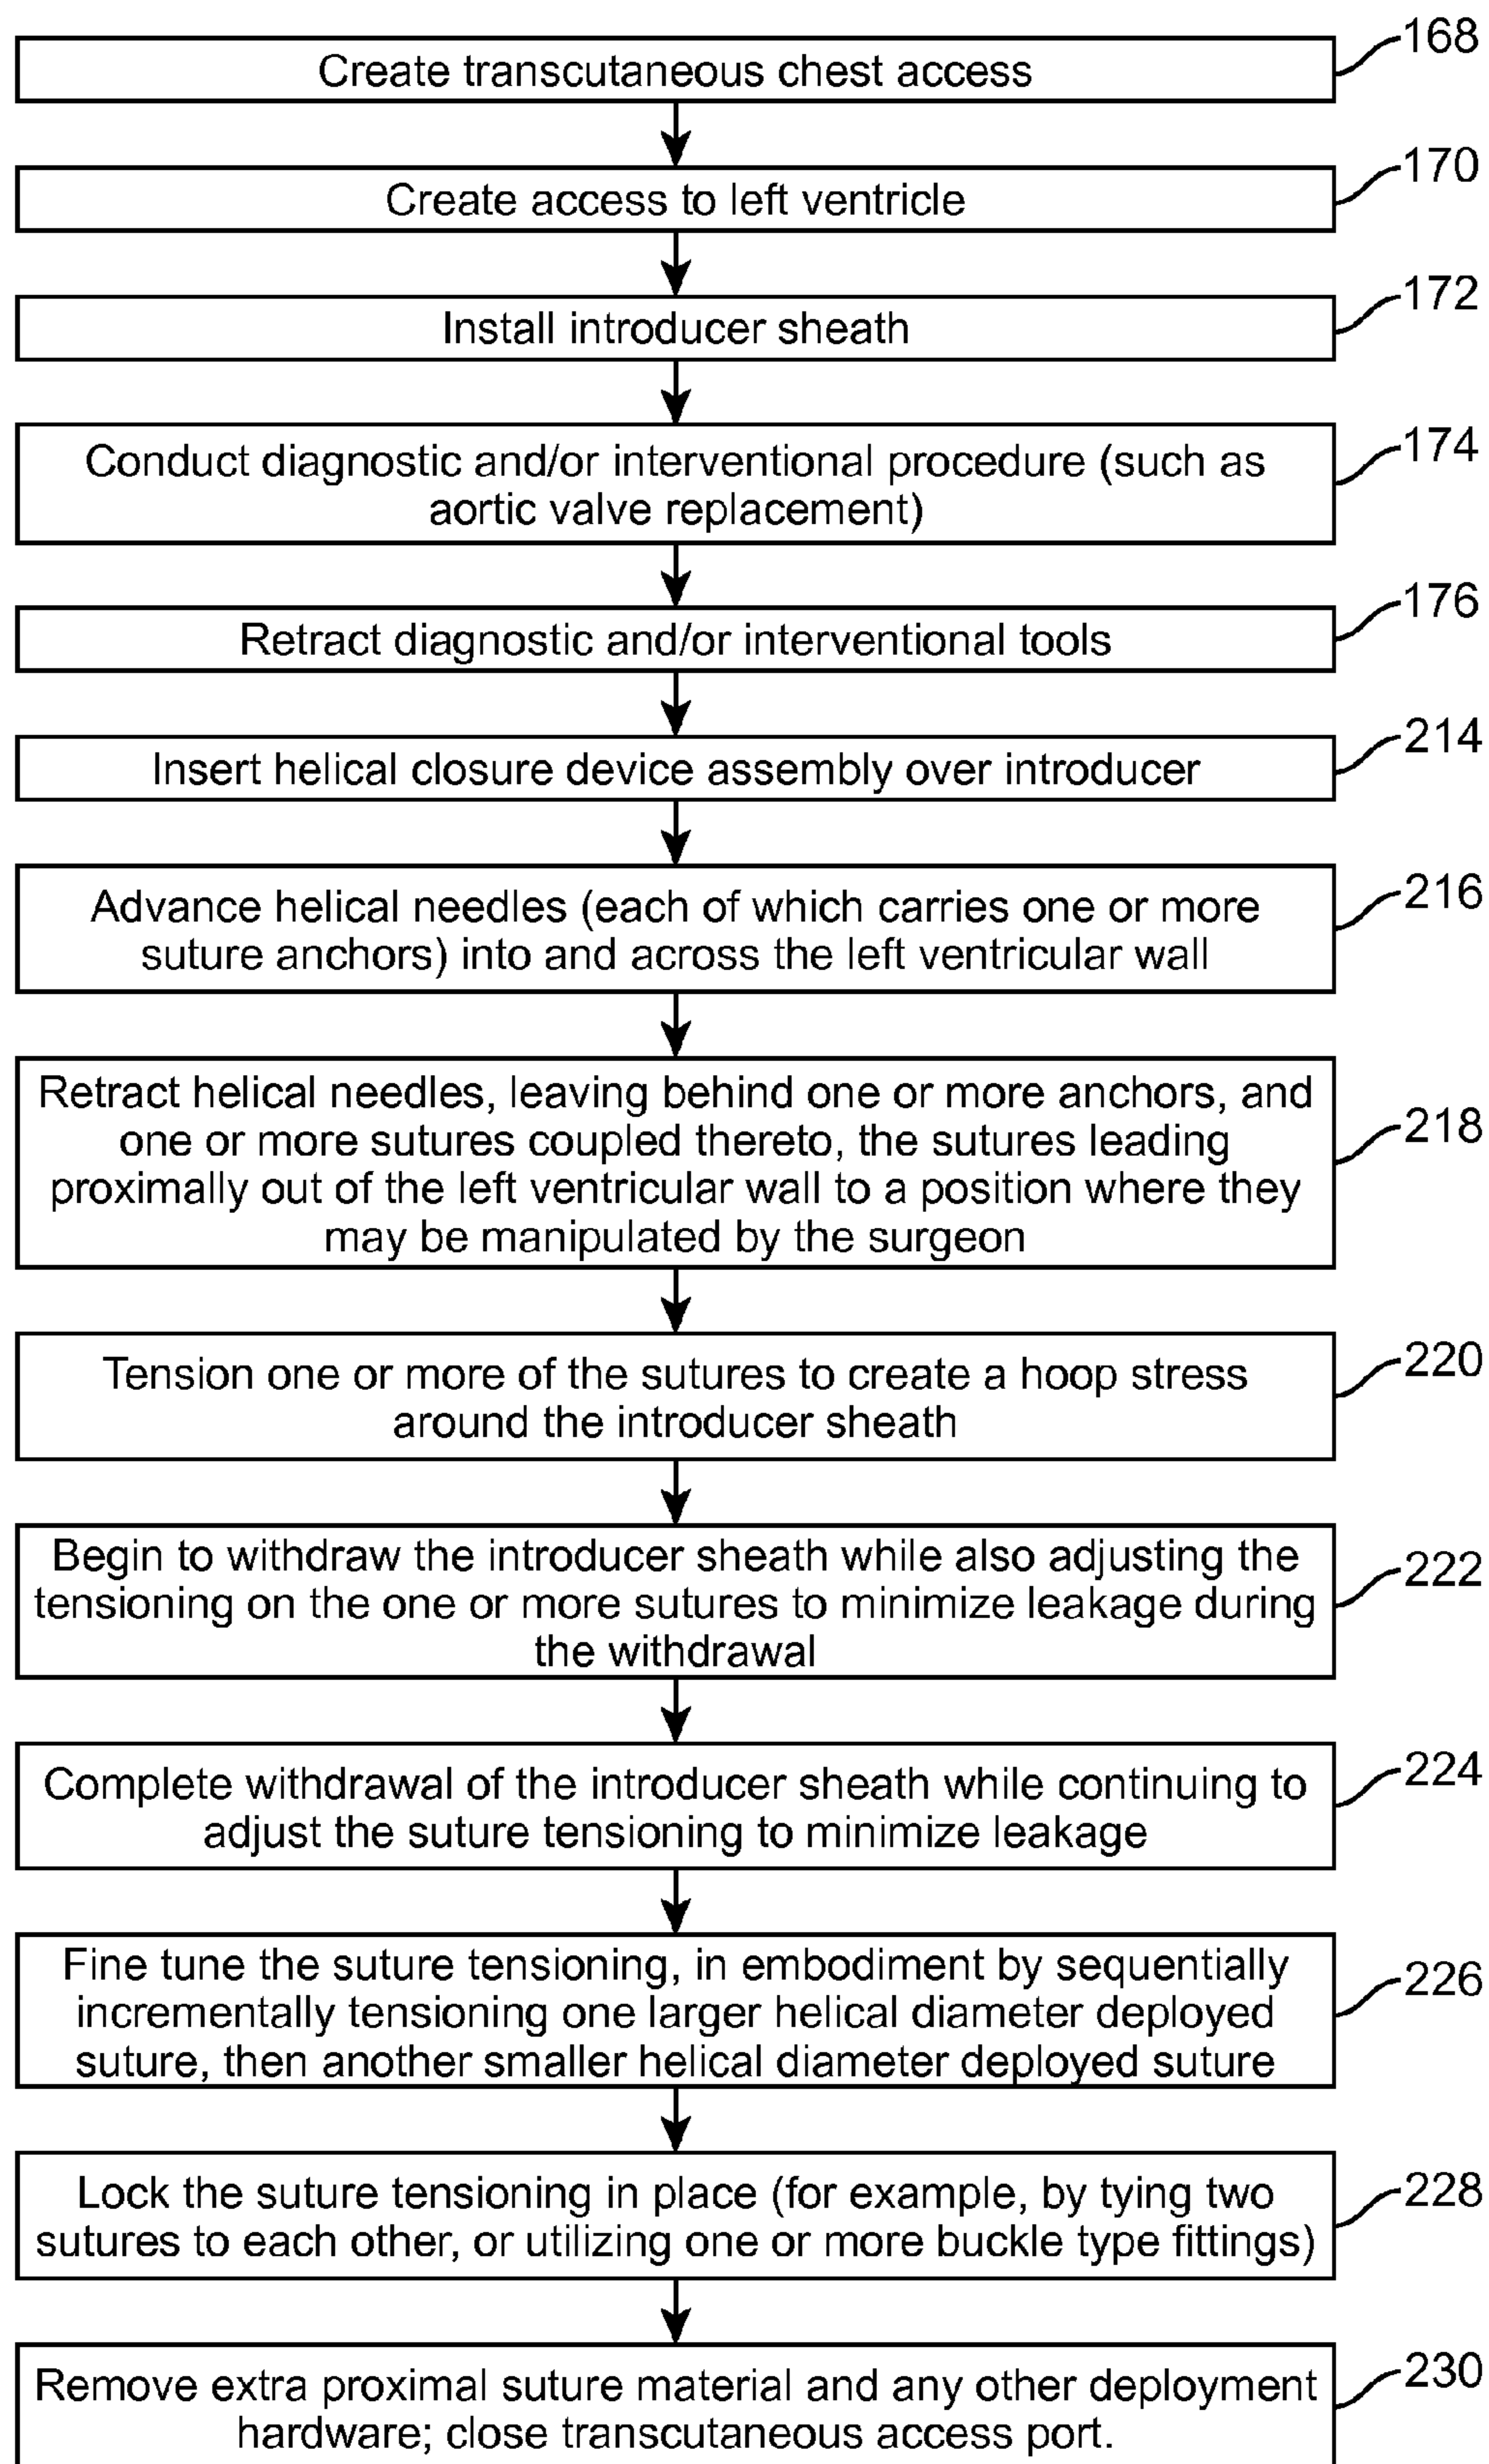 168
Create transcutaneous chest access
170
Create access to left ventricle
172
Install introducer sheath
174
Conduct diagnostic and/or interventional procedure (such as
aortic valve replacement)
176
Retract diagnostic and/or interventional tools
214
Insert helical closure device assembly over introducer
216
Advance helical needles (each of which carries one or more
suture anchors) into and across the left ventricular wall
218
Retract helical needles, leaving behind one or more anchors, and
one or more sutures coupled thereto, the sutures leading
proximally out of the left ventricular wall to a position where they
may be manipulated by the surgeon
220
Tension one or more of the sutures to create a hoop stress
around the introducer sheath
222
Begin to withdraw the introducer sheath while also adjusting the
tensioning on the one or more sutures to minimize leakage during
the withdrawal
224
Complete withdrawal of the introducer sheath while continuing to
adjust the suture tensioning to minimize leakage
226
Fine tune the suture tensioning, in embodiment by sequentially
incrementally tensioning one larger helical diameter deployed
suture, then another smaller helical diameter deployed suture
228
Lock the suture tensioning in place (for example, by tying two
sutures to each other, or utilizing one or more buckle type fittings)
230
Remove extra proximal suture material and any other deployment
hardware; close transcutaneous access port.